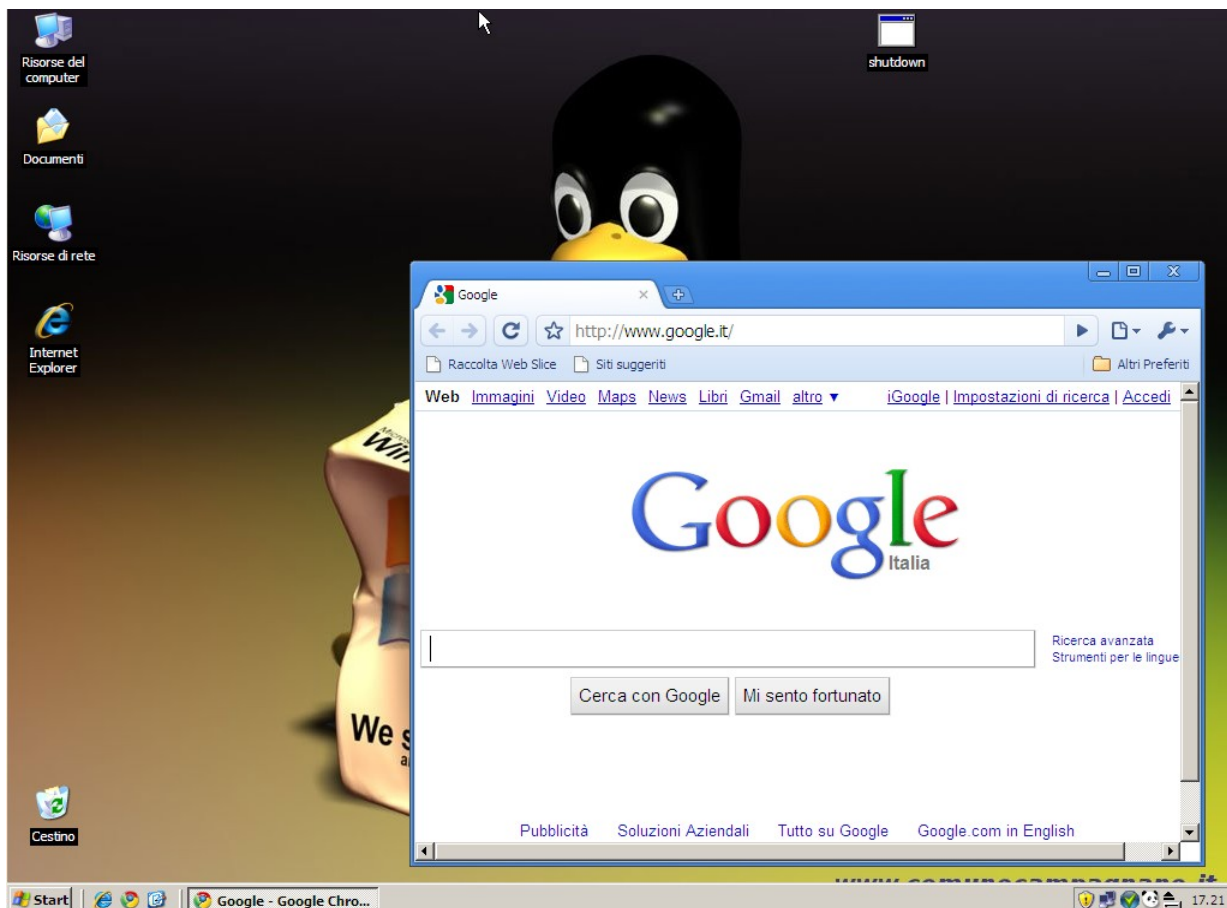 Risorse del
computer
shutdown
Documenti
Risorse di rete
Internet
Explorer
Google
http://www.google.it/
Raccolta Web Slice Siti suggeriti Altri Preferiti
Web Immagini Video Maps News Libri Gmail altro ▼ iGoogle | Impostazioni di ricerca | Accedi
Google
Italia
Ricerca avanzata
Strumenti per le lingue
Cerca con Google Mi sento fortunato
We
Cestino
Pubblicità Soluzioni Aziendali Tutto su Google Google.com in English
www.comunecampagnano.it
Start Google - Google Chro... 17.21